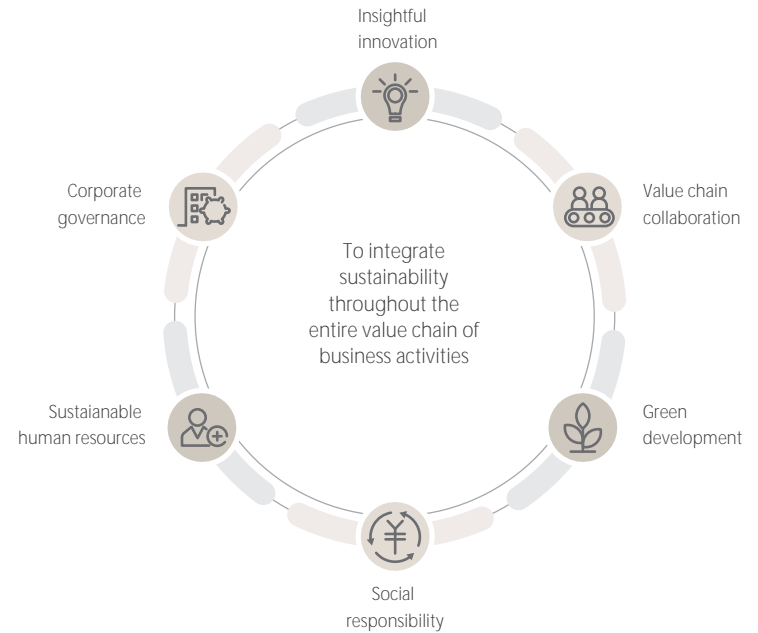 Insightful
innovation
Corporate
governance
Value chain
collaboration
To integrate
sustainability
throughout the
entire value chain of
business activities
Sustaianable
human resources
Green
development
¥
Social
responsibility